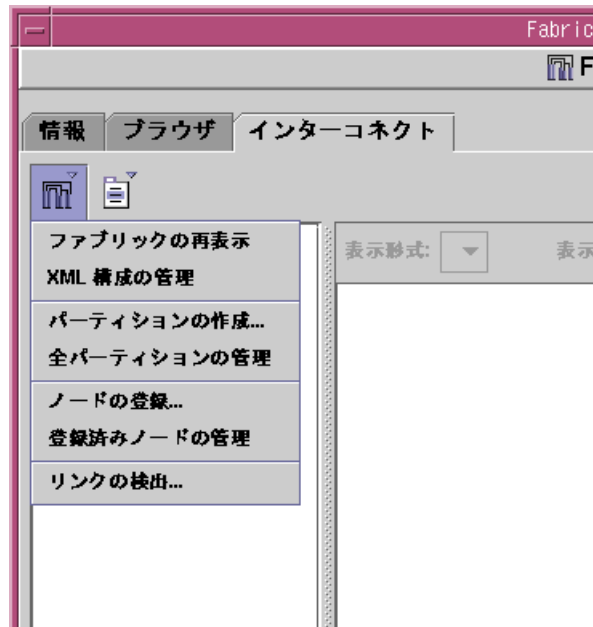 Fabric
F
情報 ブラウザ インターコネクト
ファブリックの再表示
表示形式: 表示
XML 構成の管理
パーティションの作成...
全パーティションの管理
ノードの登録...
登録済みノードの管理
リンクの検出...